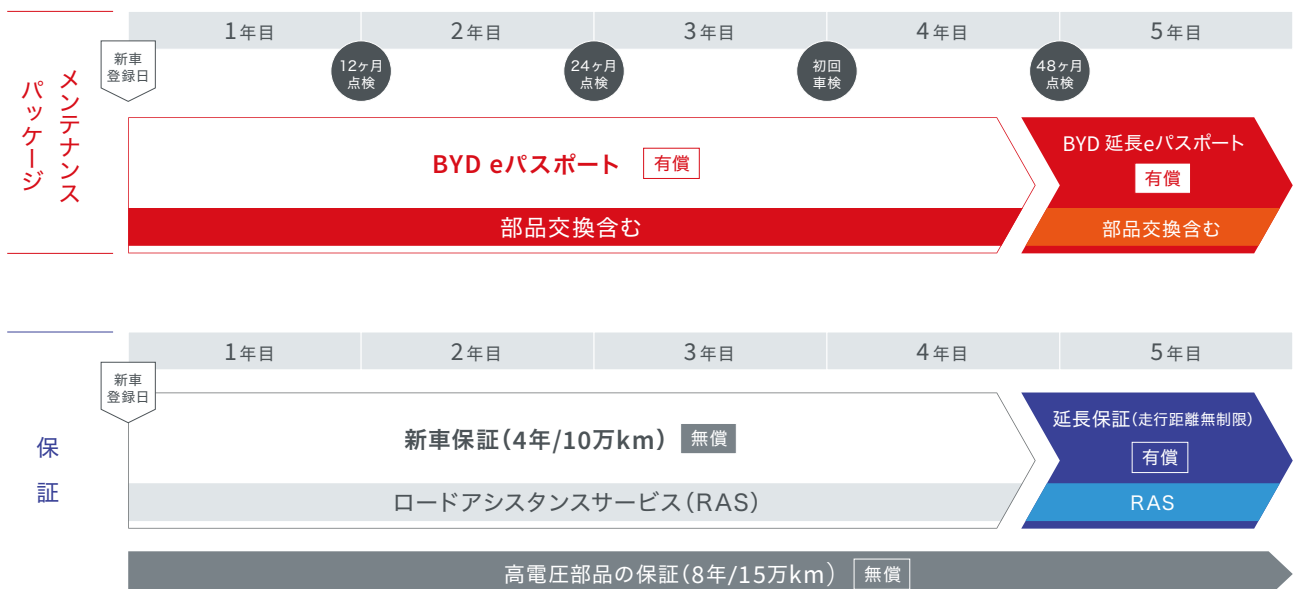 メンテナンス
パッケージ
1年目
2年目
3年目
4年目
5年目
新車
登録日
12ヶ月
点検
24ヶ月
点検
初回
車検
48ヶ月
点検
BYD eパスポート 有償
部品交換含む
BYD 延長eパスポート
有償
部品交換含む
保
証
1年目
2年目
3年目
4年目
5年目
新車
登録日
新車保証(4年/10万km) 無償
ロードアシスタンスサービス(RAS)
延長保証(走行距離無制限)
有償
RAS
高電圧部品の保証(8年/15万km) 無償